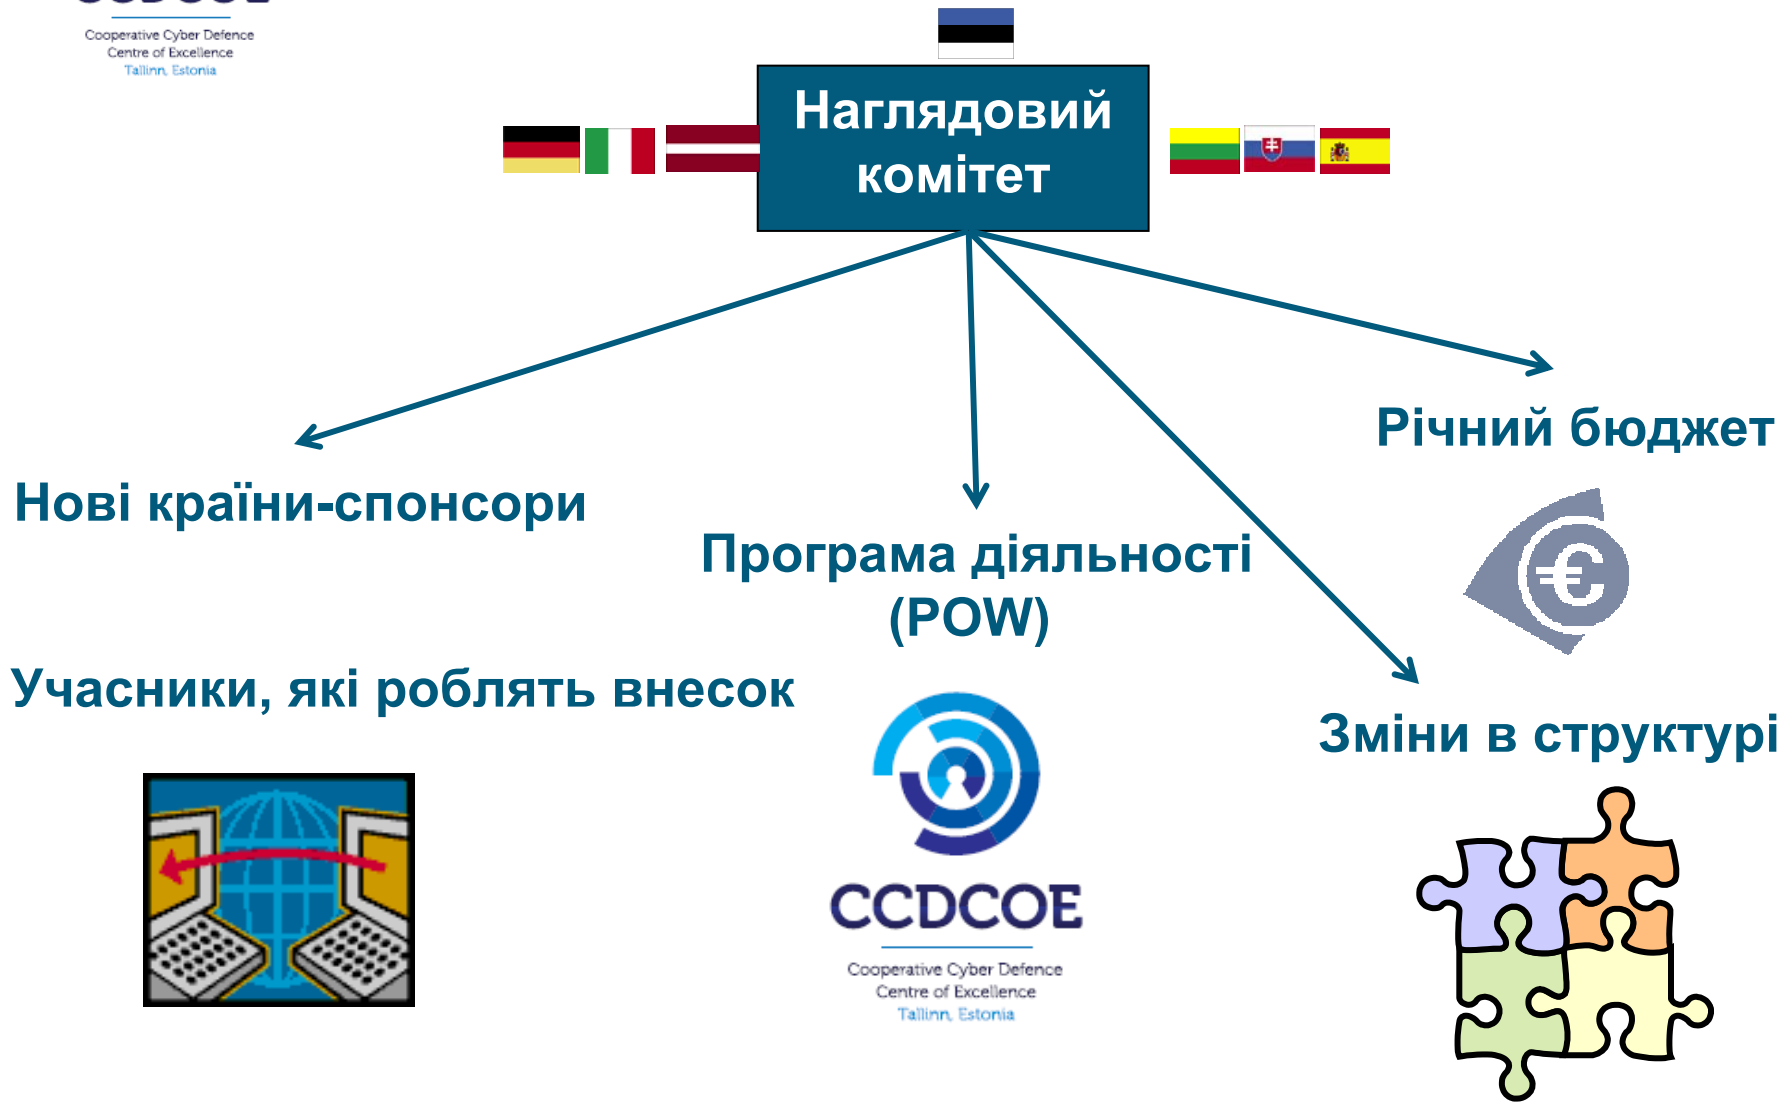 CCDCOE
Cooperative Cyber Defence
Centre of Excellence
Tallinn, Estonia
Наглядовий
комітет
Річний бюджет
Нові країни-спонсори
Програма діяльності
(POW)
Учасники, які роблять внесок
Зміни в структурі
CCDCOE
Cooperative Cyber Defence
Centre of Excellence
Tallinn, Estonia